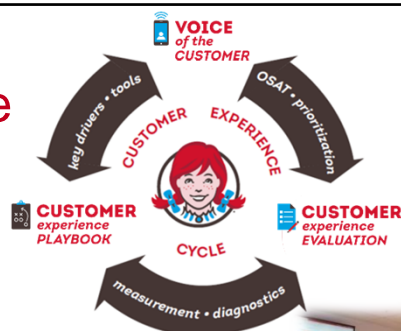 VOICE
of the
CUSTOMER
e
key drivers • tools
OSAT • prioritization
CUSTOMER EXPERIENCE
CYCLE
CUSTOMER
experience
PLAYBOOK
CUSTOMER
experience
EVALUATION
measurement • diagnostics